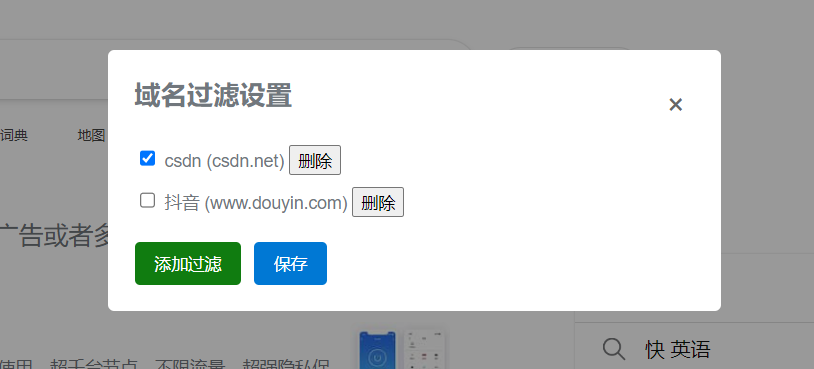 域名过滤设置
×
词典 地图
csdn (csdn.net) 删除
抖音 (www.douyin.com) 删除
广告或者多
添加过滤 保存
快 英语
使用，超千台节点，不限流量，超强隐私保